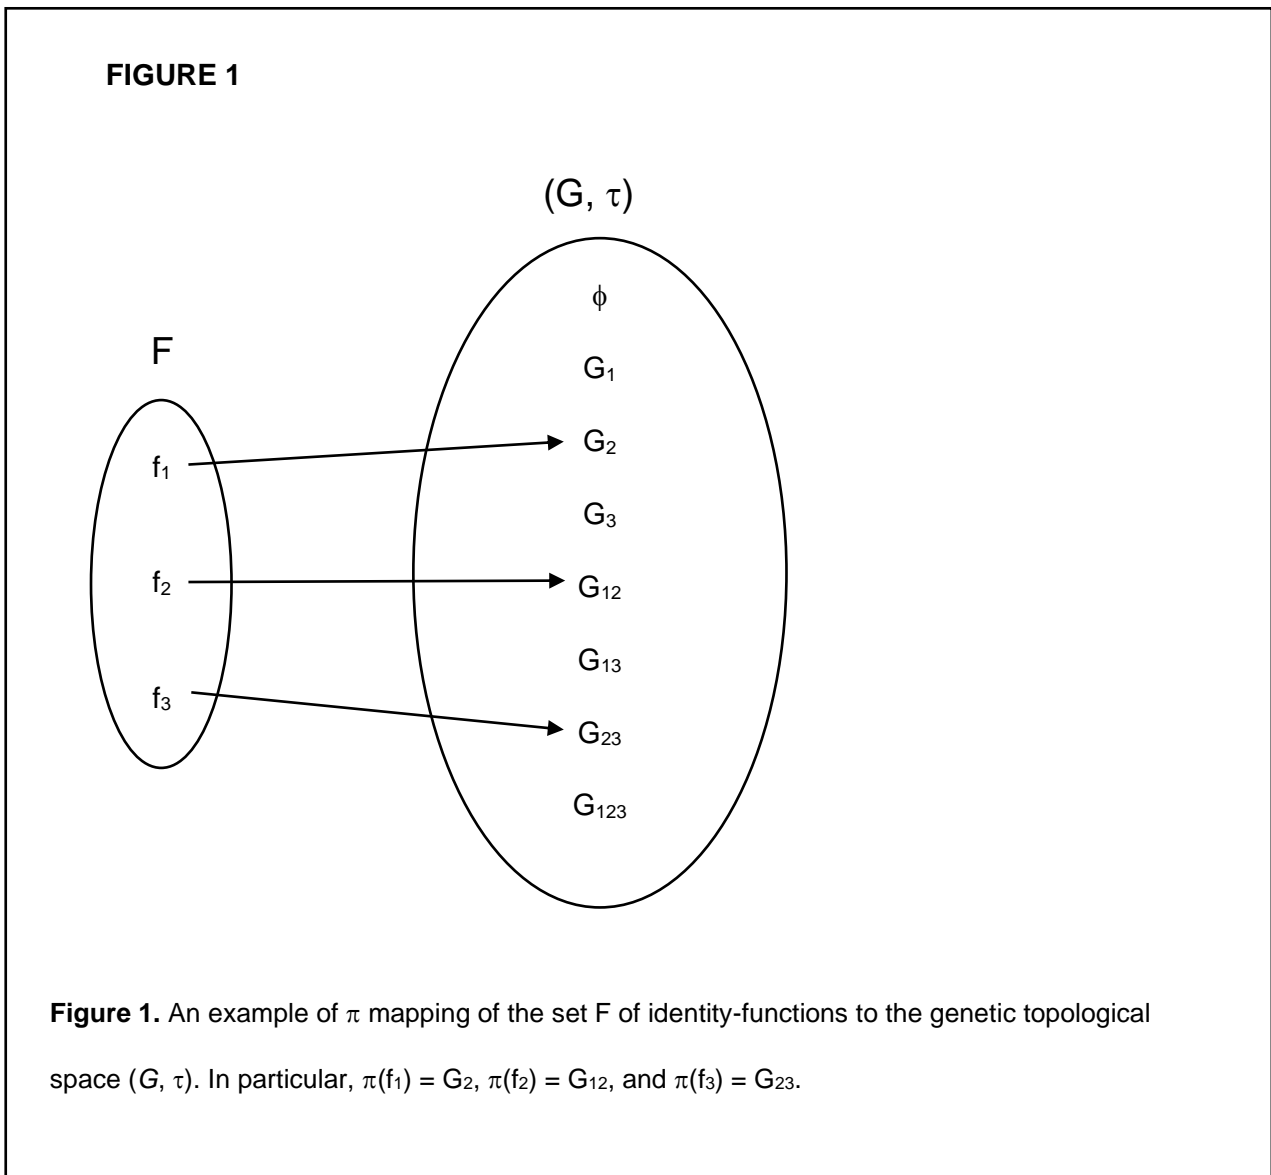 FIGURE 1
(G, τ)
ϕ
G₁
F
G₂
f₁
G₃
f₂
G₁₂
G₁₃
f₃
G₂₃
G₁₂₃
Figure 1. An example of π mapping of the set F of identity-functions to the genetic topological
space (G, τ). In particular, π(f₁) = G₂, π(f₂) = G₁₂, and π(f₃) = G₂₃.